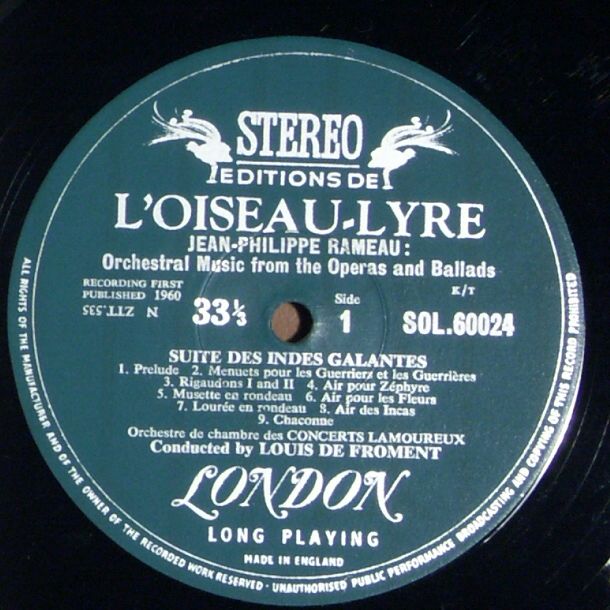 STEREO
EDITIONS DE
L'OISEAU-LYRE
JEAN-PHILIPPE RAMEAU:
Orchestral Music from the Operas and Ballads
RECORDING FIRST
PUBLISHED 1960
K/T
ZTT.535 N
33⅓
Side
1
SOL.60024
SUITE DES INDES GALANTES
1. Prelude 2. Menuets pour les Guerrierz et les Guerrières
3. Rigaudons I and II 4. Air pour Zéphyre
5. Musette en rondeau 6. Air pour les Fleurs
7. Lourée en rondeau 8. Air des Incas
9. Chaconne
Orchestre de chambre des CONCERTS LAMOUREUX
Conducted by LOUIS DE FROMENT
LONDON
LONG PLAYING
MADE IN ENGLAND
ALL RIGHTS OF THE MANUFACTURER AND OF THE OWNER OF THE RECORDED WORK RESERVED · UNAUTHORISED PUBLIC PERFORMANCE BROADCASTING AND COPYING OF THIS RECORD PROHIBITED